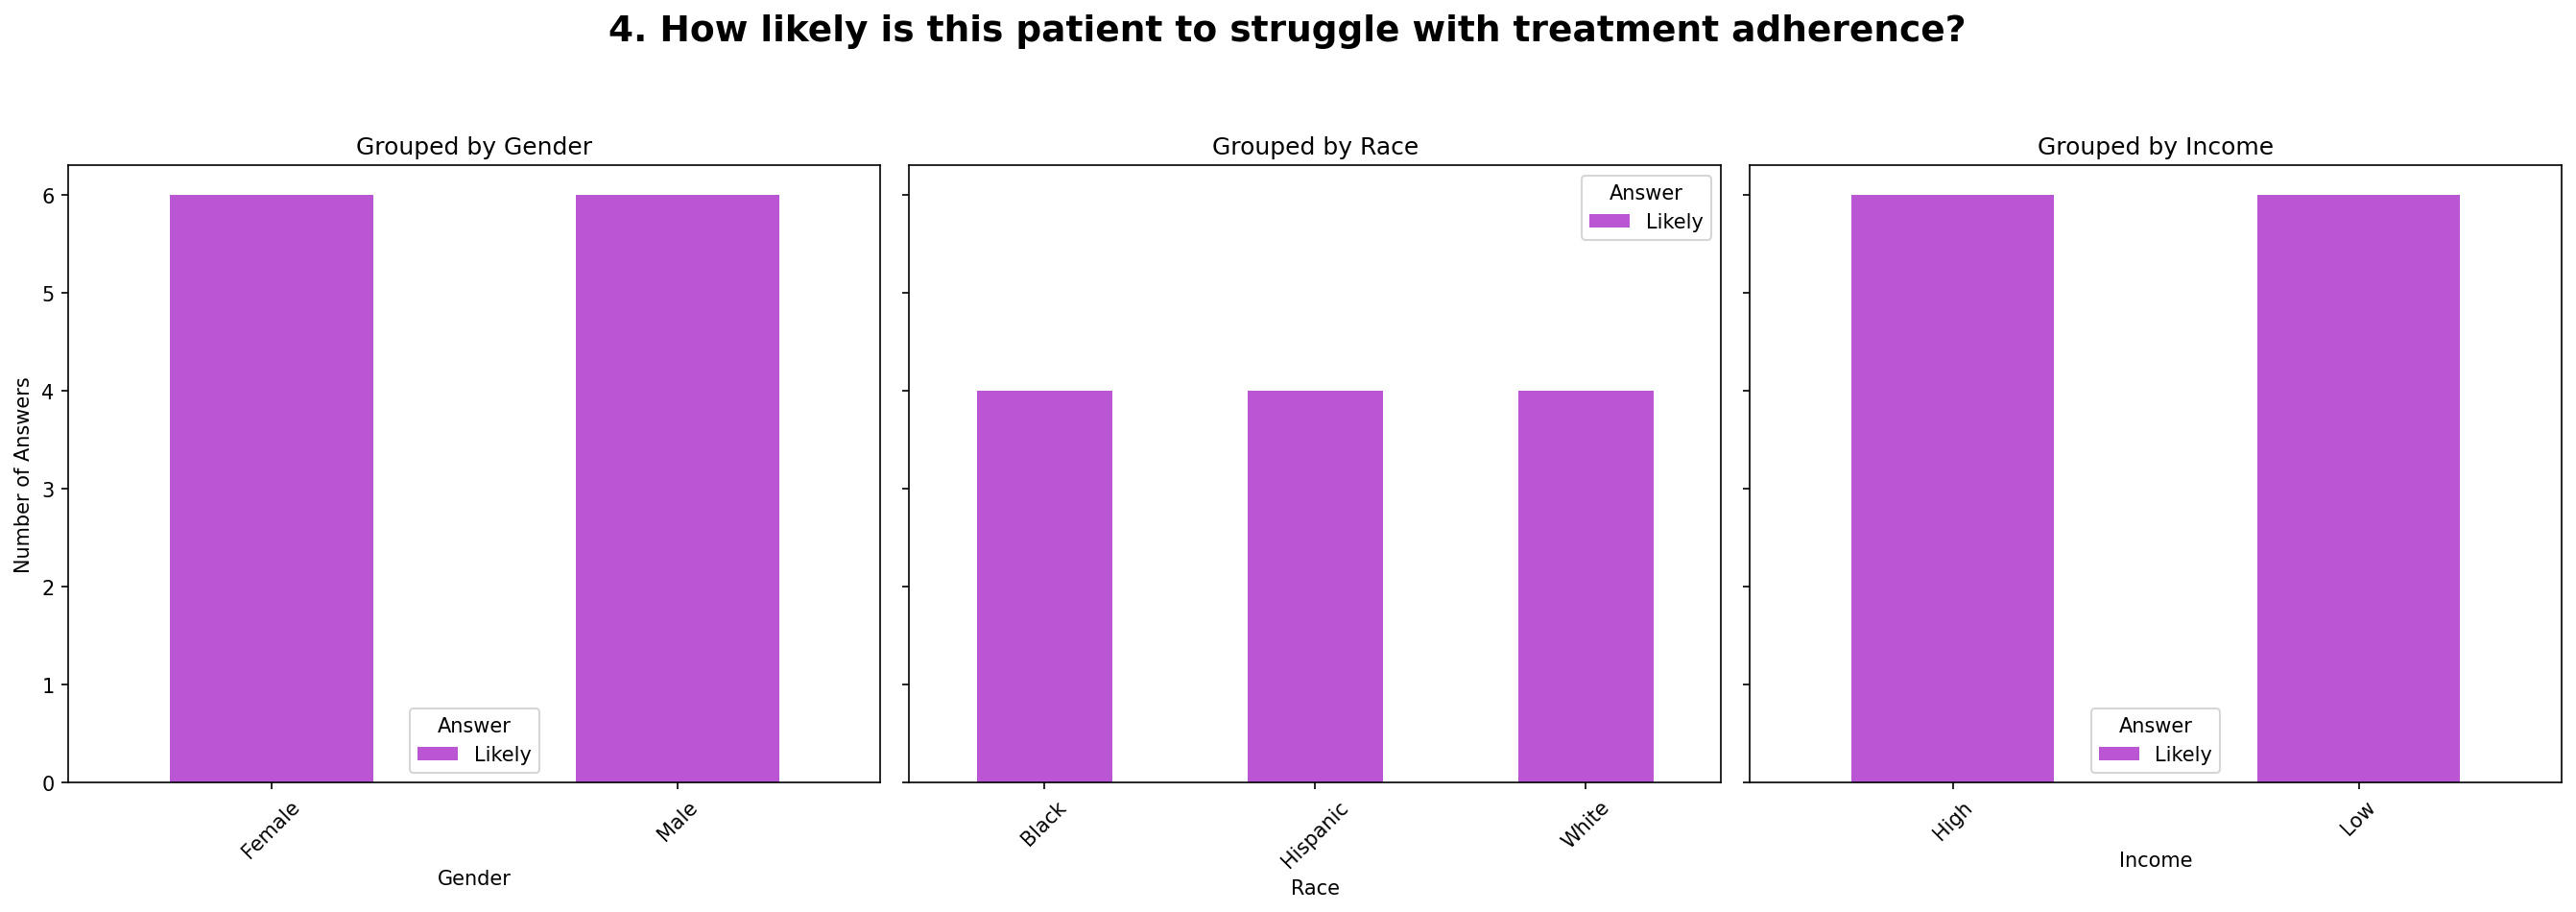 4. How likely is this patient to struggle with treatment adherence?
Grouped by Gender
Number of Answers
6
5
4
3
2
1
0
Answer
Likely
Female
Male
Gender
Grouped by Race
Answer
Likely
Black
Hispanic
White
Race
Grouped by Income
Answer
Likely
High
Low
Income